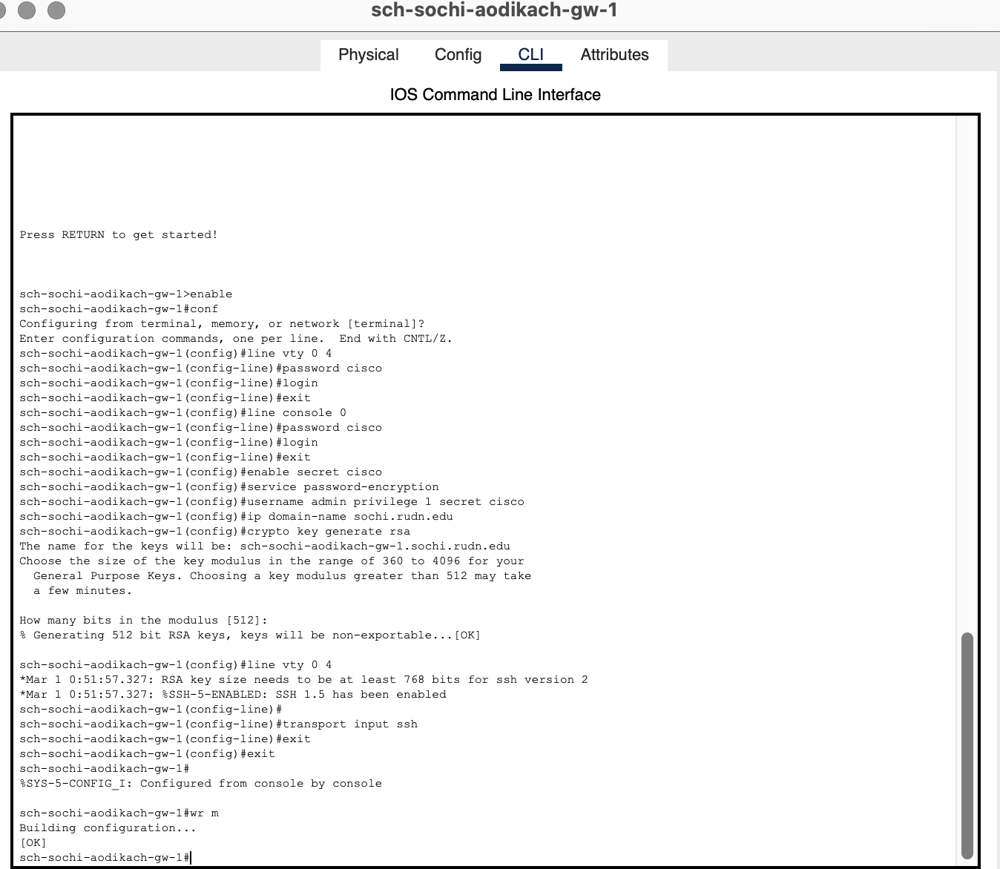 sch-sochi-aodikach-gw-1
Physical Config CLI Attributes
IOS Command Line Interface
Press RETURN to get started!
sch-sochi-aodikach-gw-1>enable
sch-sochi-aodikach-gw-1#conf
Configuring from terminal, memory, or network [terminal]?
Enter configuration commands, one per line.  End with CNTL/Z.
sch-sochi-aodikach-gw-1(config)#line vty 0 4
sch-sochi-aodikach-gw-1(config-line)#password cisco
sch-sochi-aodikach-gw-1(config-line)#login
sch-sochi-aodikach-gw-1(config-line)#exit
sch-sochi-aodikach-gw-1(config)#line console 0
sch-sochi-aodikach-gw-1(config-line)#password cisco
sch-sochi-aodikach-gw-1(config-line)#login
sch-sochi-aodikach-gw-1(config-line)#exit
sch-sochi-aodikach-gw-1(config)#enable secret cisco
sch-sochi-aodikach-gw-1(config)#service password-encryption
sch-sochi-aodikach-gw-1(config)#username admin privilege 1 secret cisco
sch-sochi-aodikach-gw-1(config)#ip domain-name sochi.rudn.edu
sch-sochi-aodikach-gw-1(config)#crypto key generate rsa
The name for the keys will be: sch-sochi-aodikach-gw-1.sochi.rudn.edu
Choose the size of the key modulus in the range of 360 to 4096 for your
  General Purpose Keys. Choosing a key modulus greater than 512 may take
  a few minutes.
How many bits in the modulus [512]:
% Generating 512 bit RSA keys, keys will be non-exportable...[OK]
sch-sochi-aodikach-gw-1(config)#line vty 0 4
*Mar 1 0:51:57.327: RSA key size needs to be at least 768 bits for ssh version 2
*Mar 1 0:51:57.327: %SSH-5-ENABLED: SSH 1.5 has been enabled
sch-sochi-aodikach-gw-1(config-line)#
sch-sochi-aodikach-gw-1(config-line)#transport input ssh
sch-sochi-aodikach-gw-1(config-line)#exit
sch-sochi-aodikach-gw-1(config)#exit
sch-sochi-aodikach-gw-1#
%SYS-5-CONFIG_I: Configured from console by console
sch-sochi-aodikach-gw-1#wr m
Building configuration...
[OK]
sch-sochi-aodikach-gw-1#